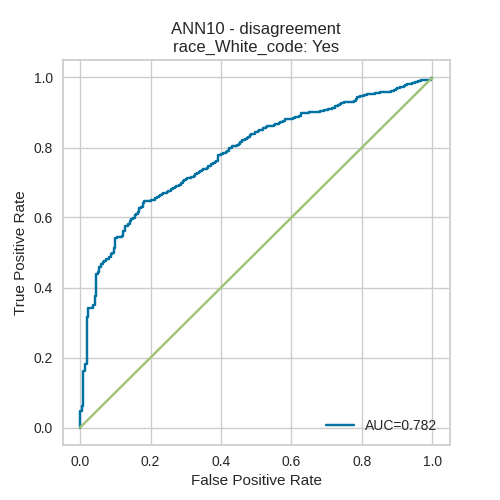 ANN10 - disagreement
race_White_code: Yes
True Positive Rate
1.0
0.8
0.6
0.4
0.2
0.0
AUC=0.782
0.0 0.2 0.4 0.6 0.8 1.0
False Positive Rate